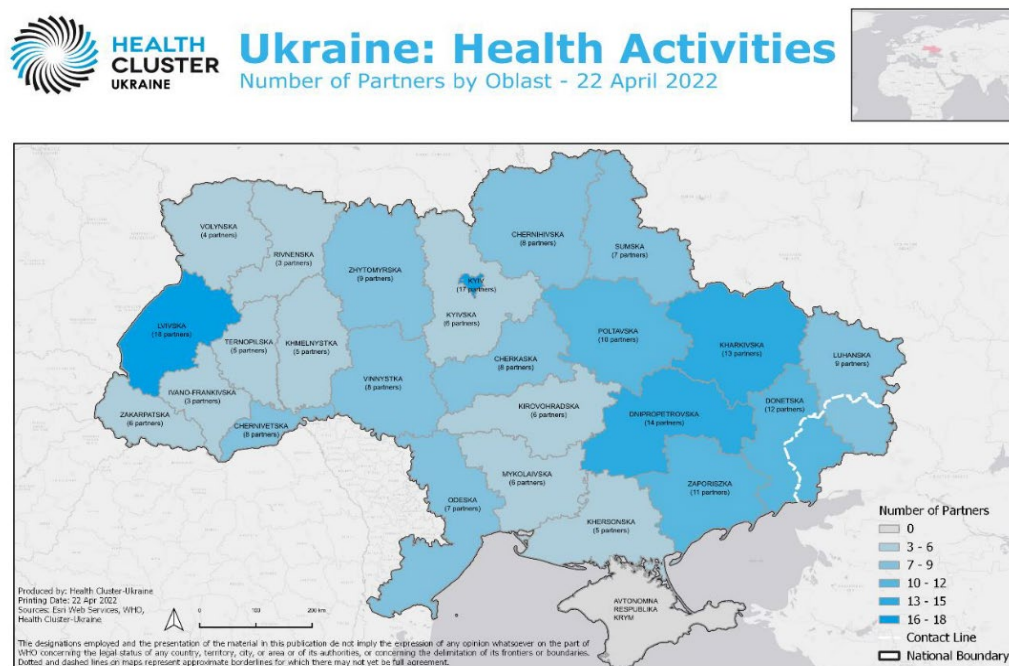 HEALTH
CLUSTER
UKRAINE
Ukraine: Health Activities
Number of Partners by Oblast - 22 April 2022
VOLYNSKA
(4 partners)
RIVNENSKA
(3 partners)
ZHYTOMYRSKA
(9 partners)
CHERNIHIVSKA
(8 partners)
SUMSKA
(7 partners)
KYIV
(17 partners)
KYIVSKA
(6 partners)
LVIVSKA
(18 partners)
TERNOPILSKA
(5 partners)
KHMELNYSTKA
(5 partners)
POLTAVSKA
(10 partners)
KHARKIVSKA
(13 partners)
LUHANSKA
9 partners)
CHERKASKA
(8 partners)
VINNYSTKA
(8 partners)
IVANO-FRANKIVSKA
(3 partners)
ZAKARPATSKA
(6 partners)
CHERNIVETSKA
(8 partners)
KIROVOHRADSKA
(6 partners)
DNIPROPETROVSKA
(14 partners)
DONETSKA
(12 partners)
MYKOLAIVSKA
(6 partners)
ZAPORISZKA
(11 partners)
ODESKA
(7 partners)
KHERSONSKA
(5 partners)
AVTONOMNA
RESPUBLIKA
KRYM
Number of Partners
0
3 - 6
7 - 9
10 - 12
13 - 15
16 - 18
Contact Line
National Boundary
Produced by: Health Cluster-Ukraine
Printing Date: 22 Apr 2022
Sources: Esri Web Services, WHO,
Health Cluster-Ukraine
0 100 200 km
The designations employed and the presentation of the material in this publication do not imply the expression of any opinion whatsoever on the part of
WHO concerning the legal status of any country, territory, city, or area or of its authorities, or concerning the delimitation of its frontiers or boundaries.
Dotted and dashed lines on maps represent approximate borderlines for which there may not yet be full agreement.